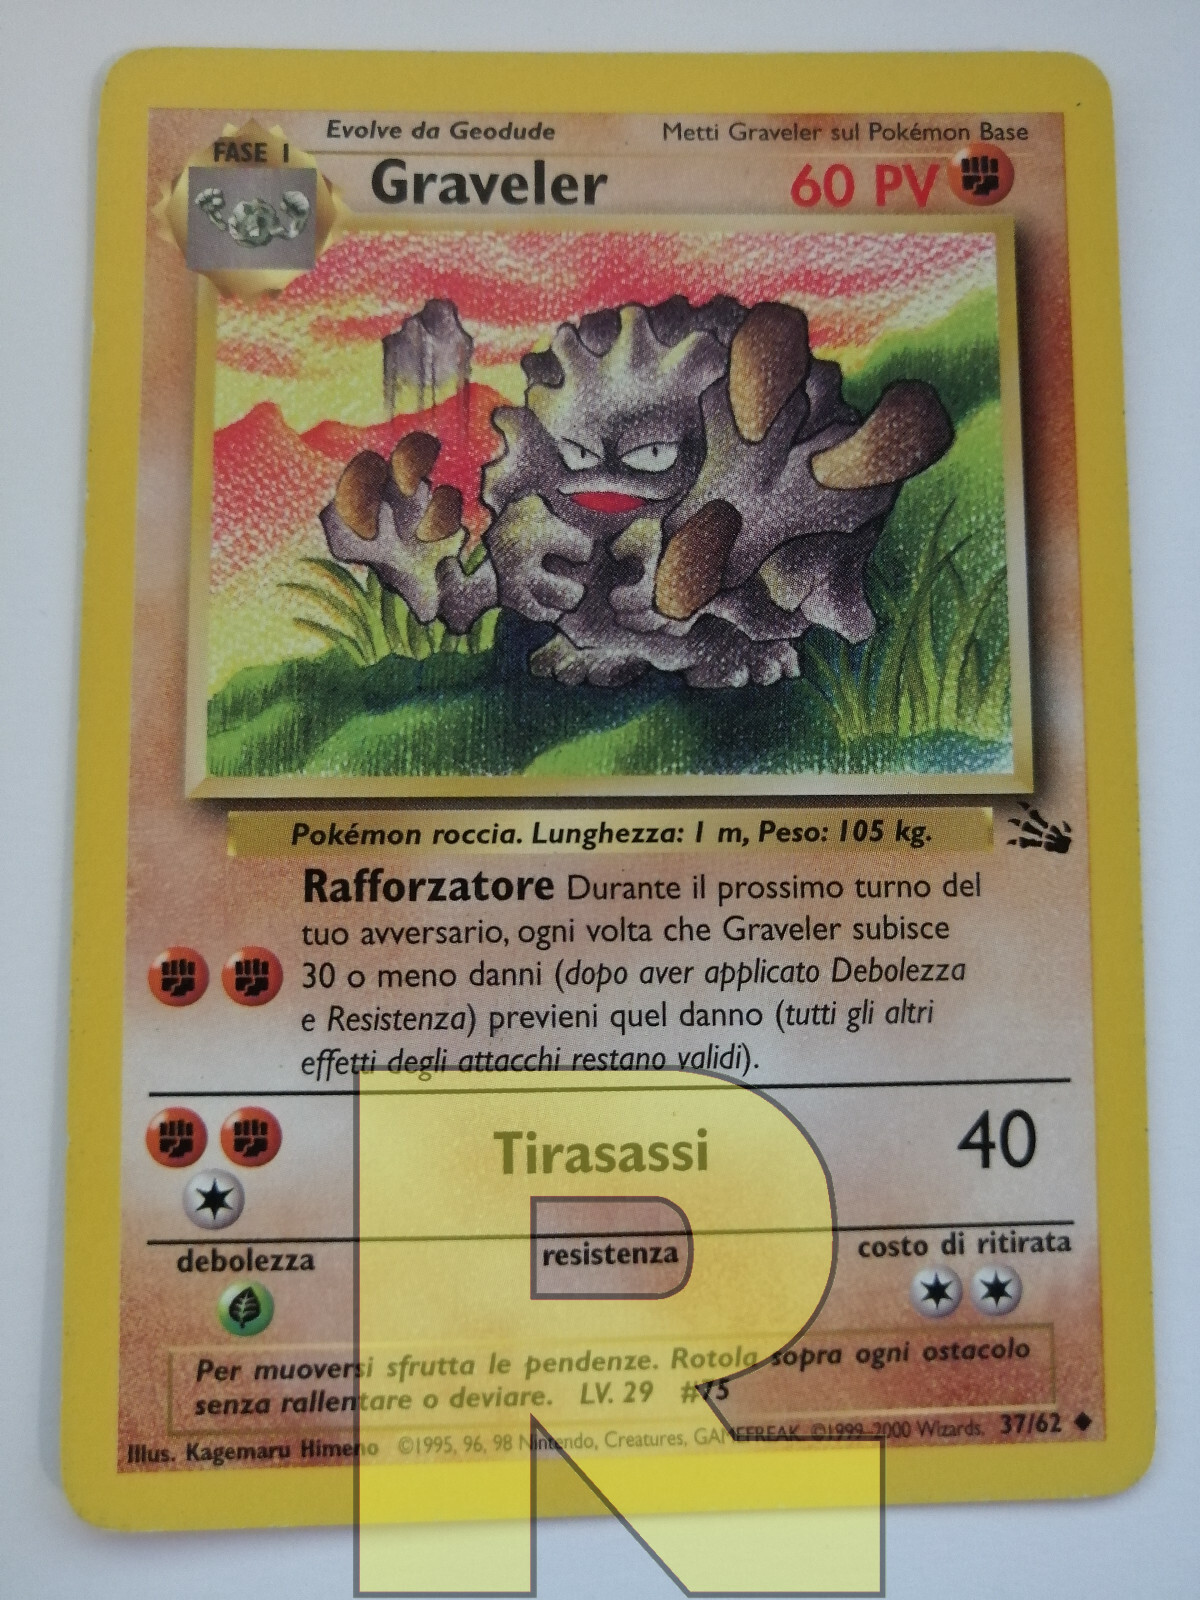 Evolve da Geodude
Metti Graveler sul Pokémon Base
FASE 1
Graveler
60 PV
Pokémon roccia. Lunghezza: 1 m, Peso: 105 kg.
Rafforzatore Durante il prossimo turno del
tuo avversario, ogni volta che Graveler subisce
30 o meno danni (dopo aver applicato Debolezza
e Resistenza) previeni quel danno (tutti gli altri
effetti degli attacchi restano validi).
Tirasassi
40
debolezza
resistenza
costo di ritirata
Per muoversi sfrutta le pendenze. Rotola sopra ogni ostacolo
senza rallentare o deviare. LV. 29 #75
Illus. Kagemaru Himeno ©1995, 96, 98 Nintendo, Creatures, GAMEFREAK. ©1999-2000 Wizards. 37/62
R